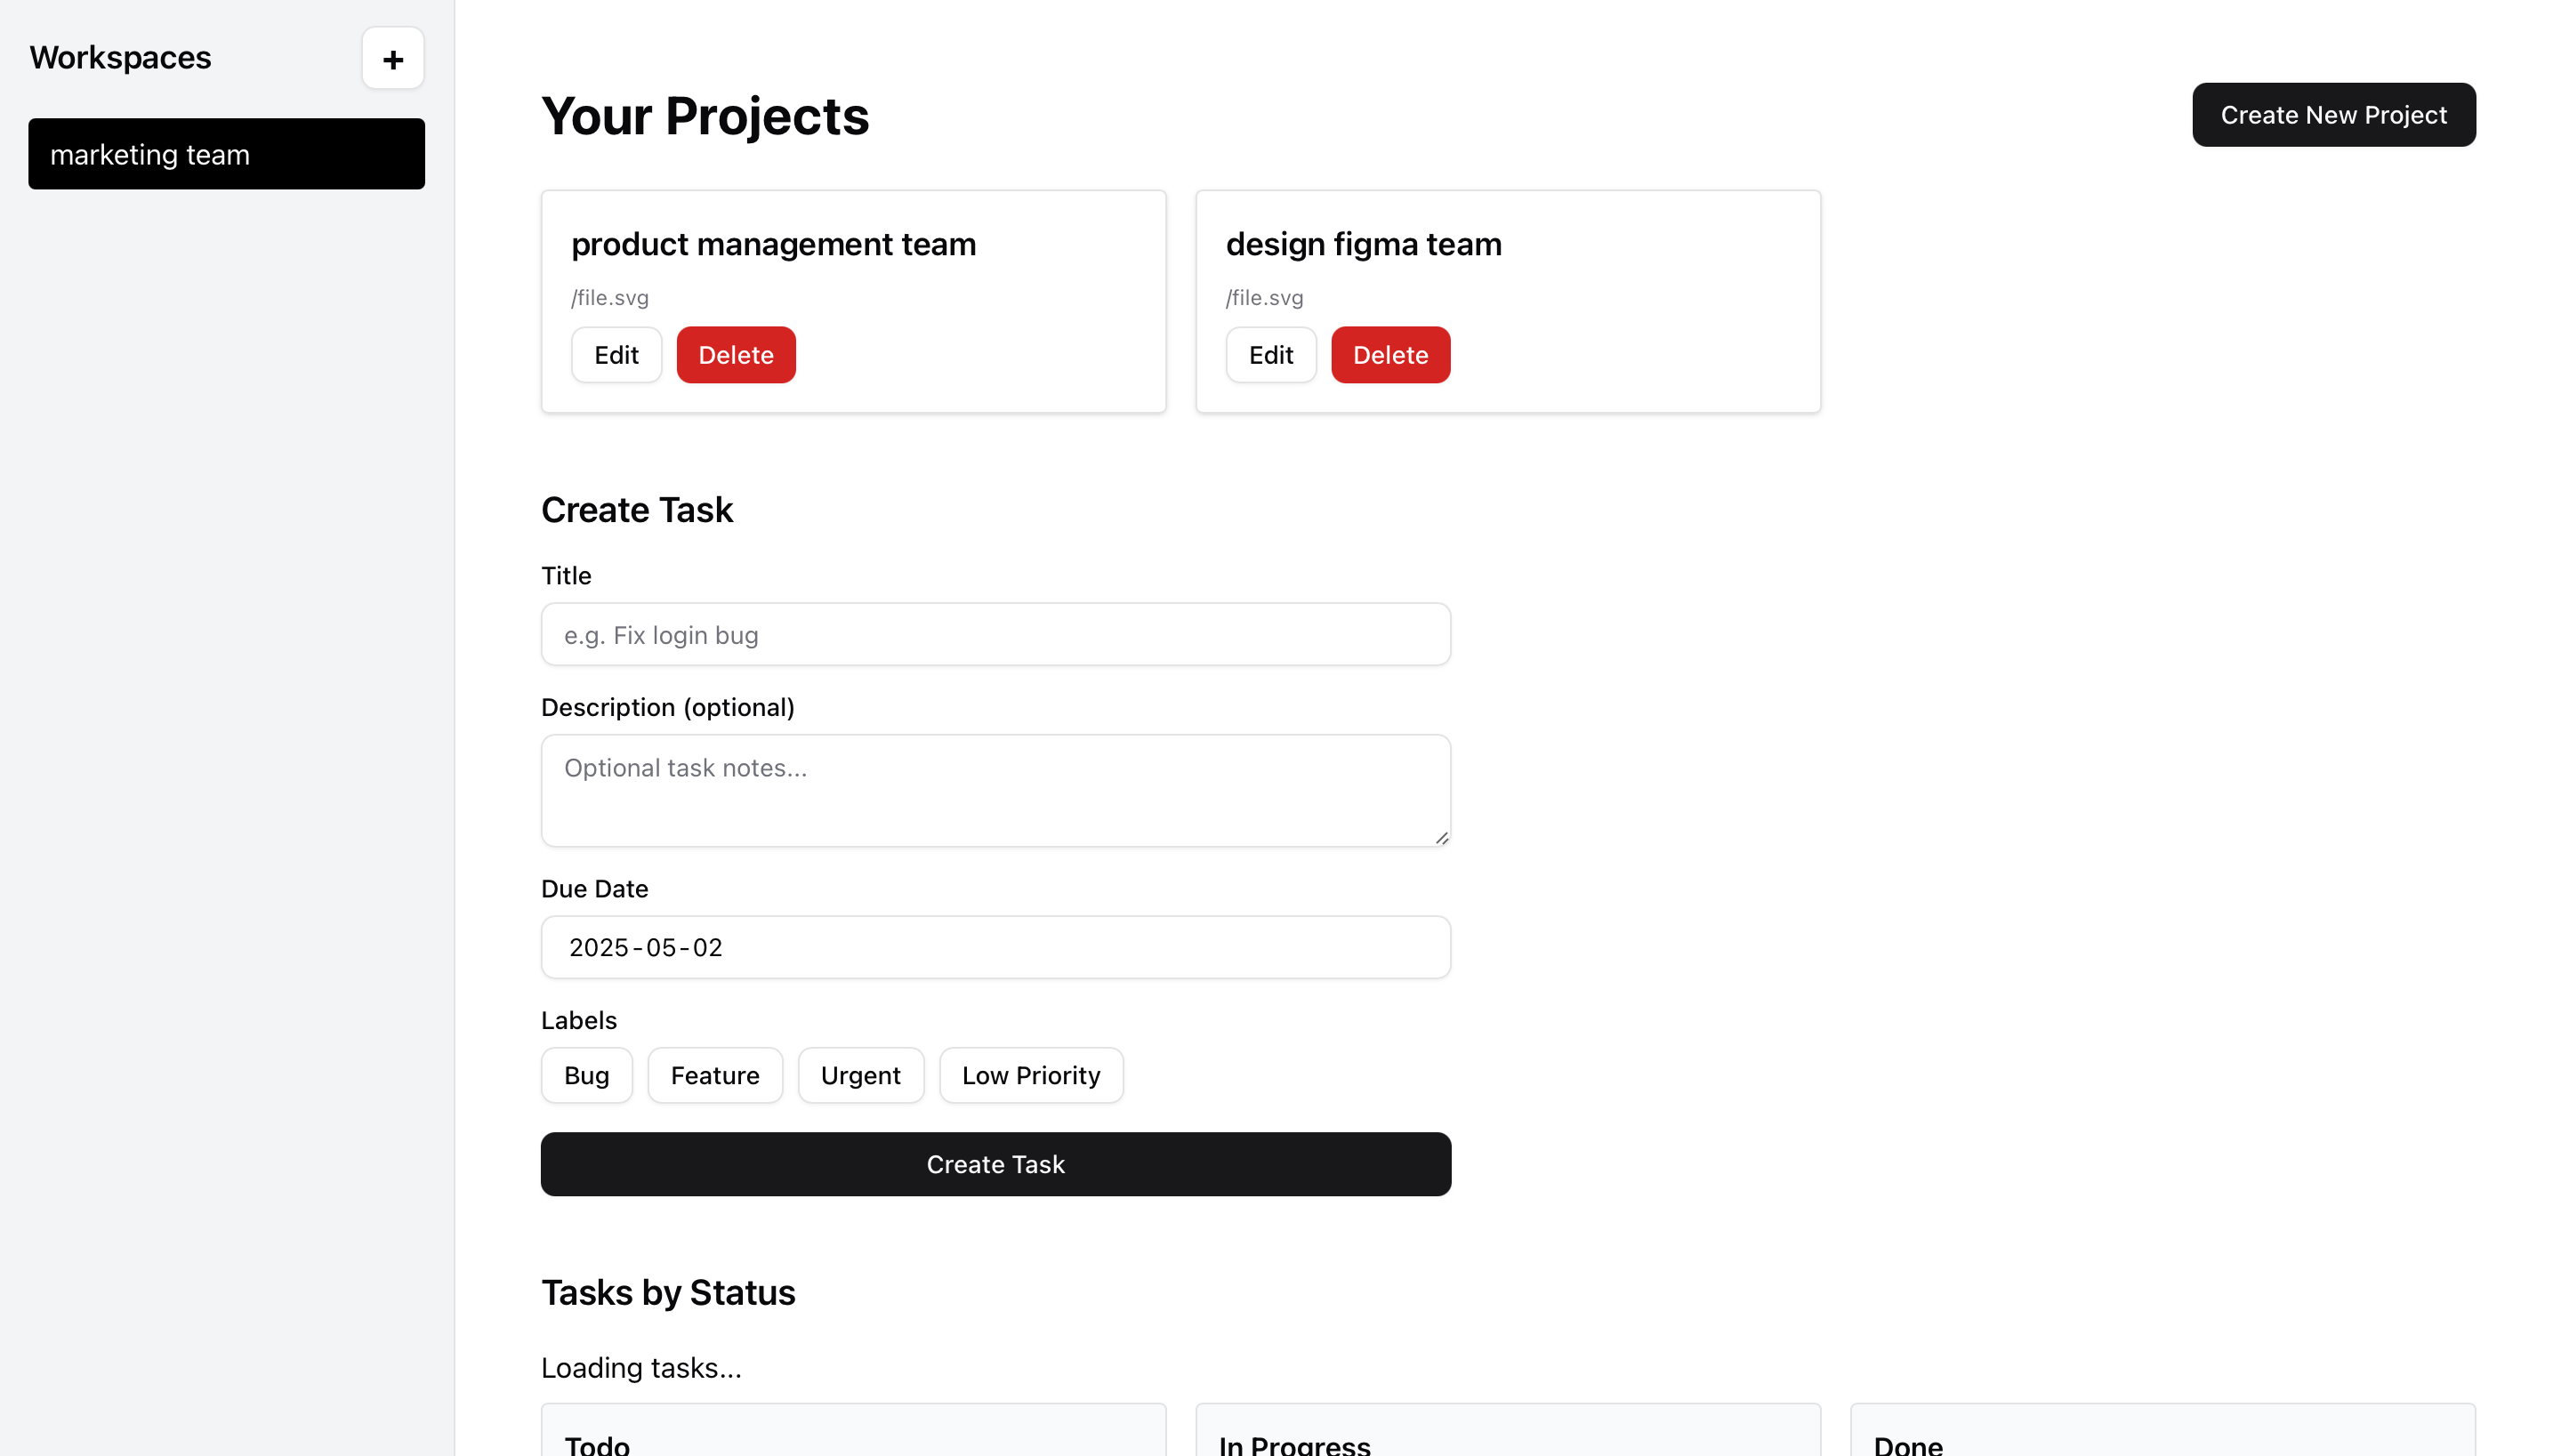 Workspaces
+
marketing team
Your Projects
Create New Project
product management team
/file.svg
Edit
Delete
design figma team
/file.svg
Edit
Delete
Create Task
Title
e.g. Fix login bug
Description (optional)
Optional task notes...
Due Date
2025-05-02
Labels
Bug
Feature
Urgent
Low Priority
Create Task
Tasks by Status
Loading tasks...
Todo
In Progress
Done